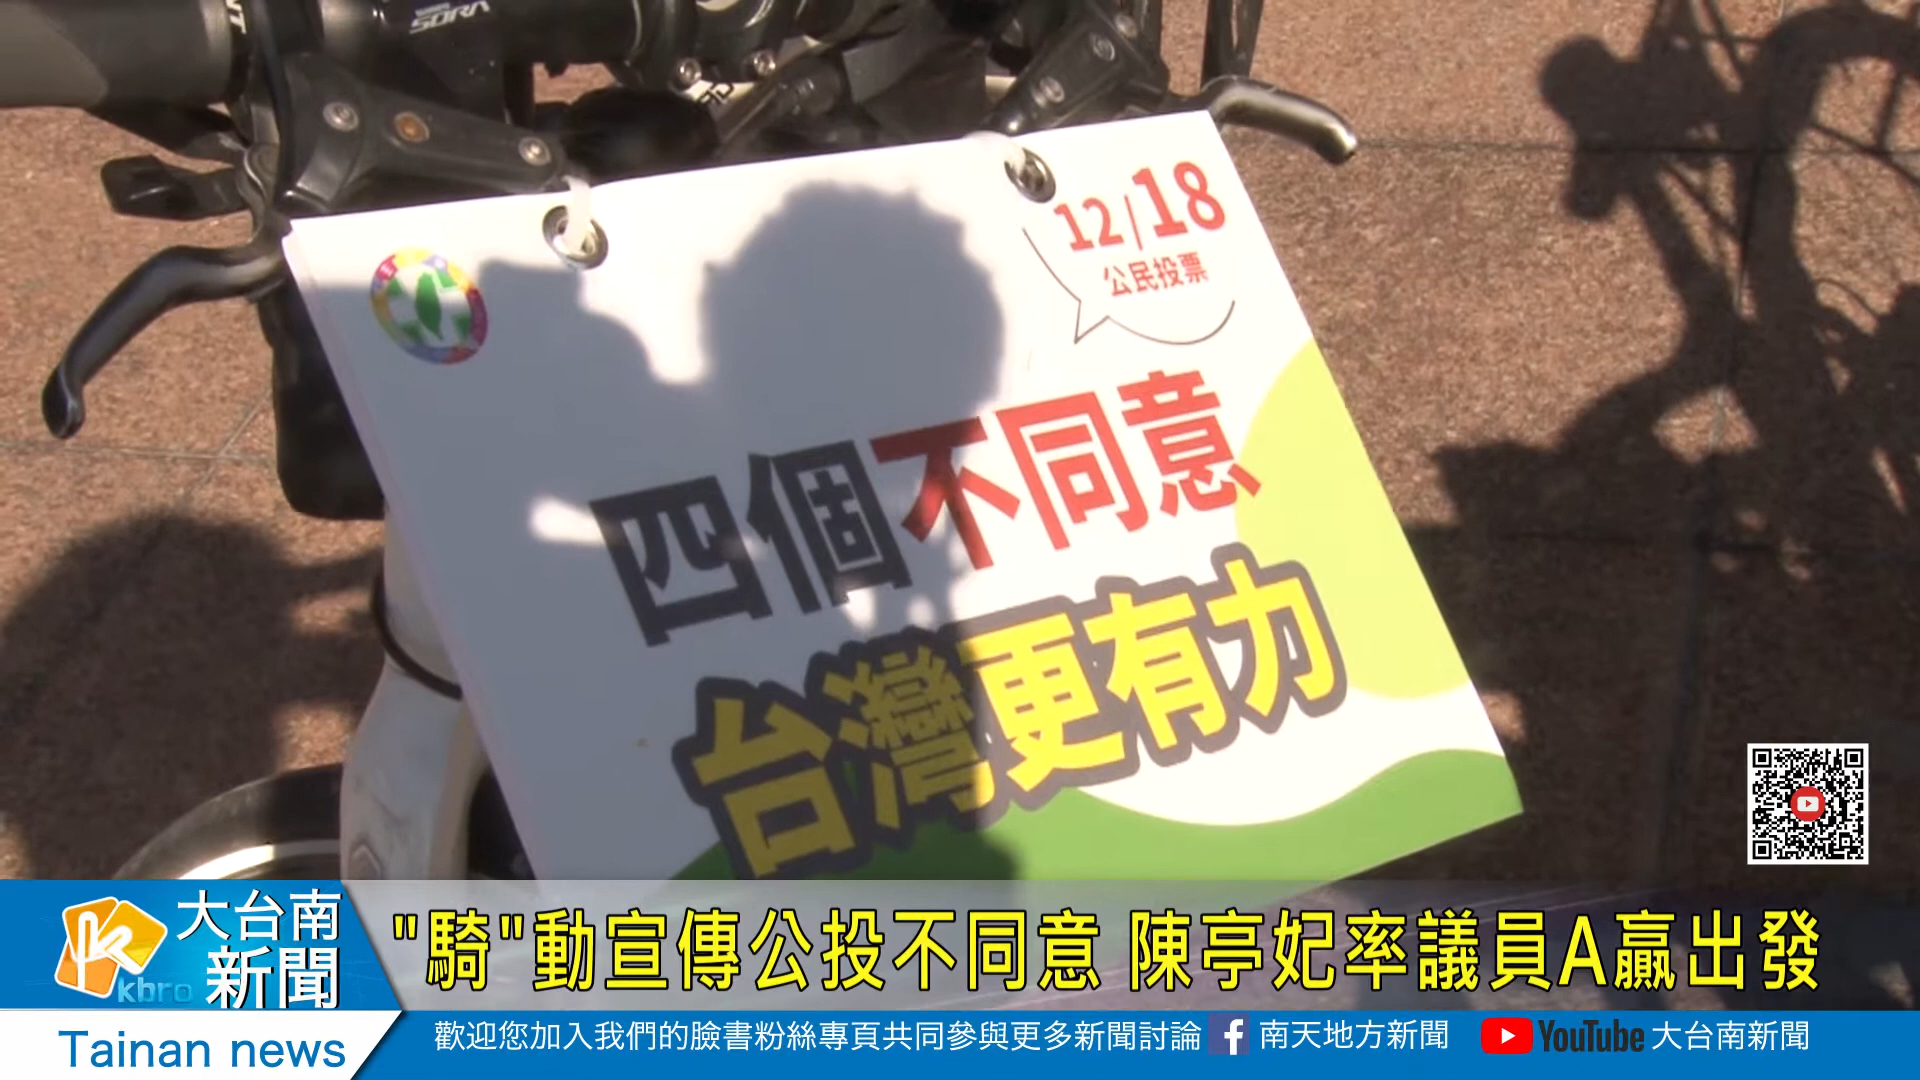 SORA
12/18
公民投票
四個不同意
台灣更有力
大台南
新聞
kbro
"騎"動宣傳公投不同意 陳亭妃率議員A贏出發
Tainan news
歡迎您加入我們的臉書粉絲專頁共同參與更多新聞討論 南天地方新聞 YouTube 大台南新聞